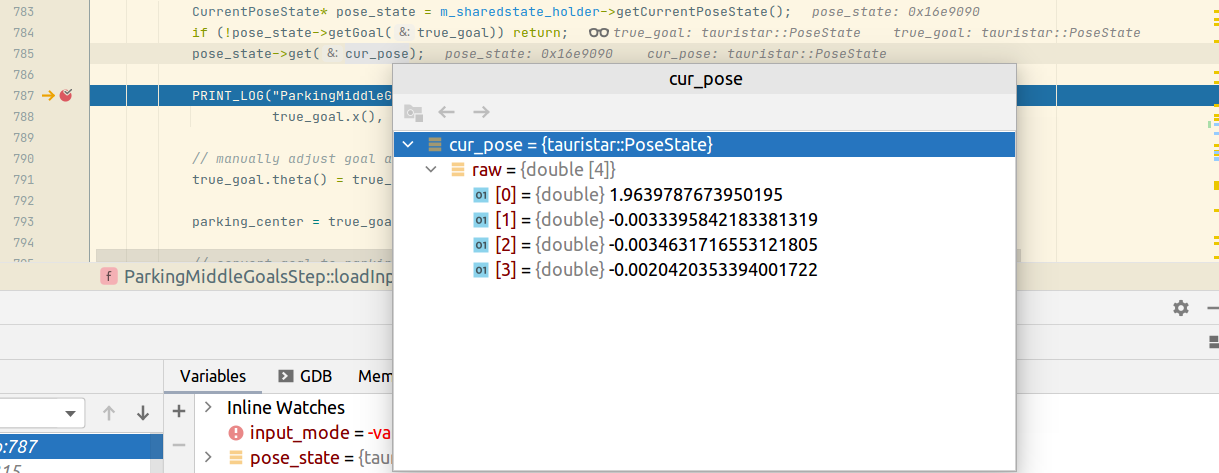 783 CurrentPoseState* pose_state = m_sharedstate_holder->getCurrentPoseState(); pose_state: 0x16e9090
784 if (!pose_state->getGoal( &: true_goal)) return; true_goal: tauristar::PoseState true_goal: tauristar::PoseState
785 pose_state->get( &: cur_pose); pose_state: 0x16e9090 cur_pose: tauristar::PoseState
786
787 PRINT_LOG("ParkingMiddleG
788 true_goal.x(),
789
790 // manually adjust goal a
791 true_goal.theta() = true_
792
793 parking_center = true_goa
794
cur_pose
cur_pose = {tauristar::PoseState}
raw = {double [4]}
01 [0] = {double} 1.9639787673950195
01 [1] = {double} -0.0033395842183381319
01 [2] = {double} -0.0034631716553121805
01 [3] = {double} -0.0020420353394001722
f ParkingMiddleGoalsStep::loadInp
Variables GDB Mem
Inline Watches
input_mode = -va
:787 pose_state = {tau